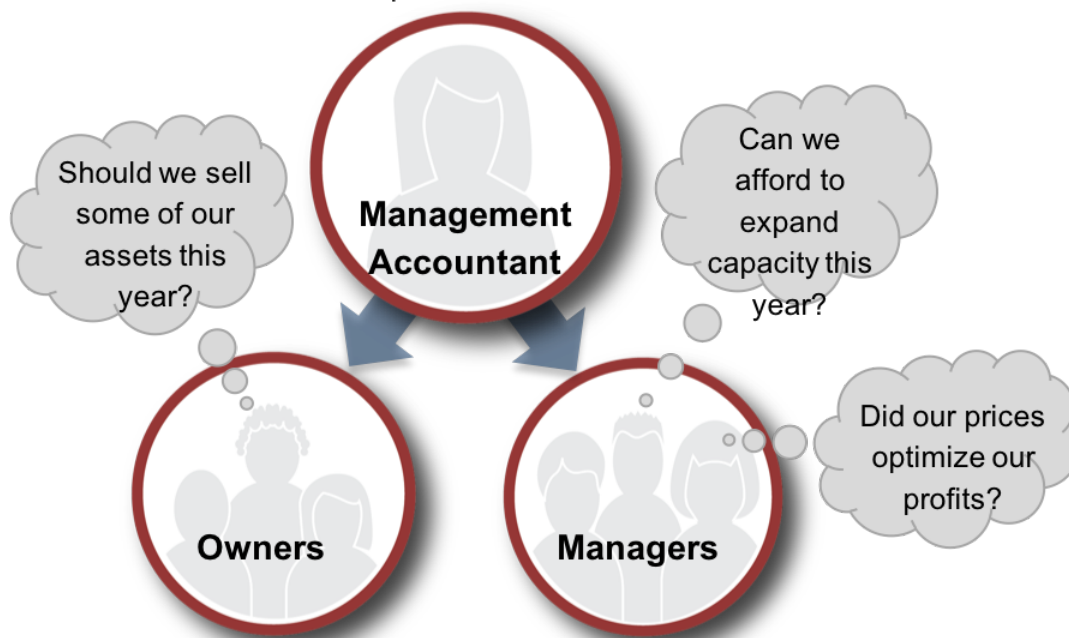 Management
Accountant
Should we sell
some of our
assets this
year?
Can we
afford to
expand
capacity this
year?
Did our prices
optimize our
profits?
Owners
Managers